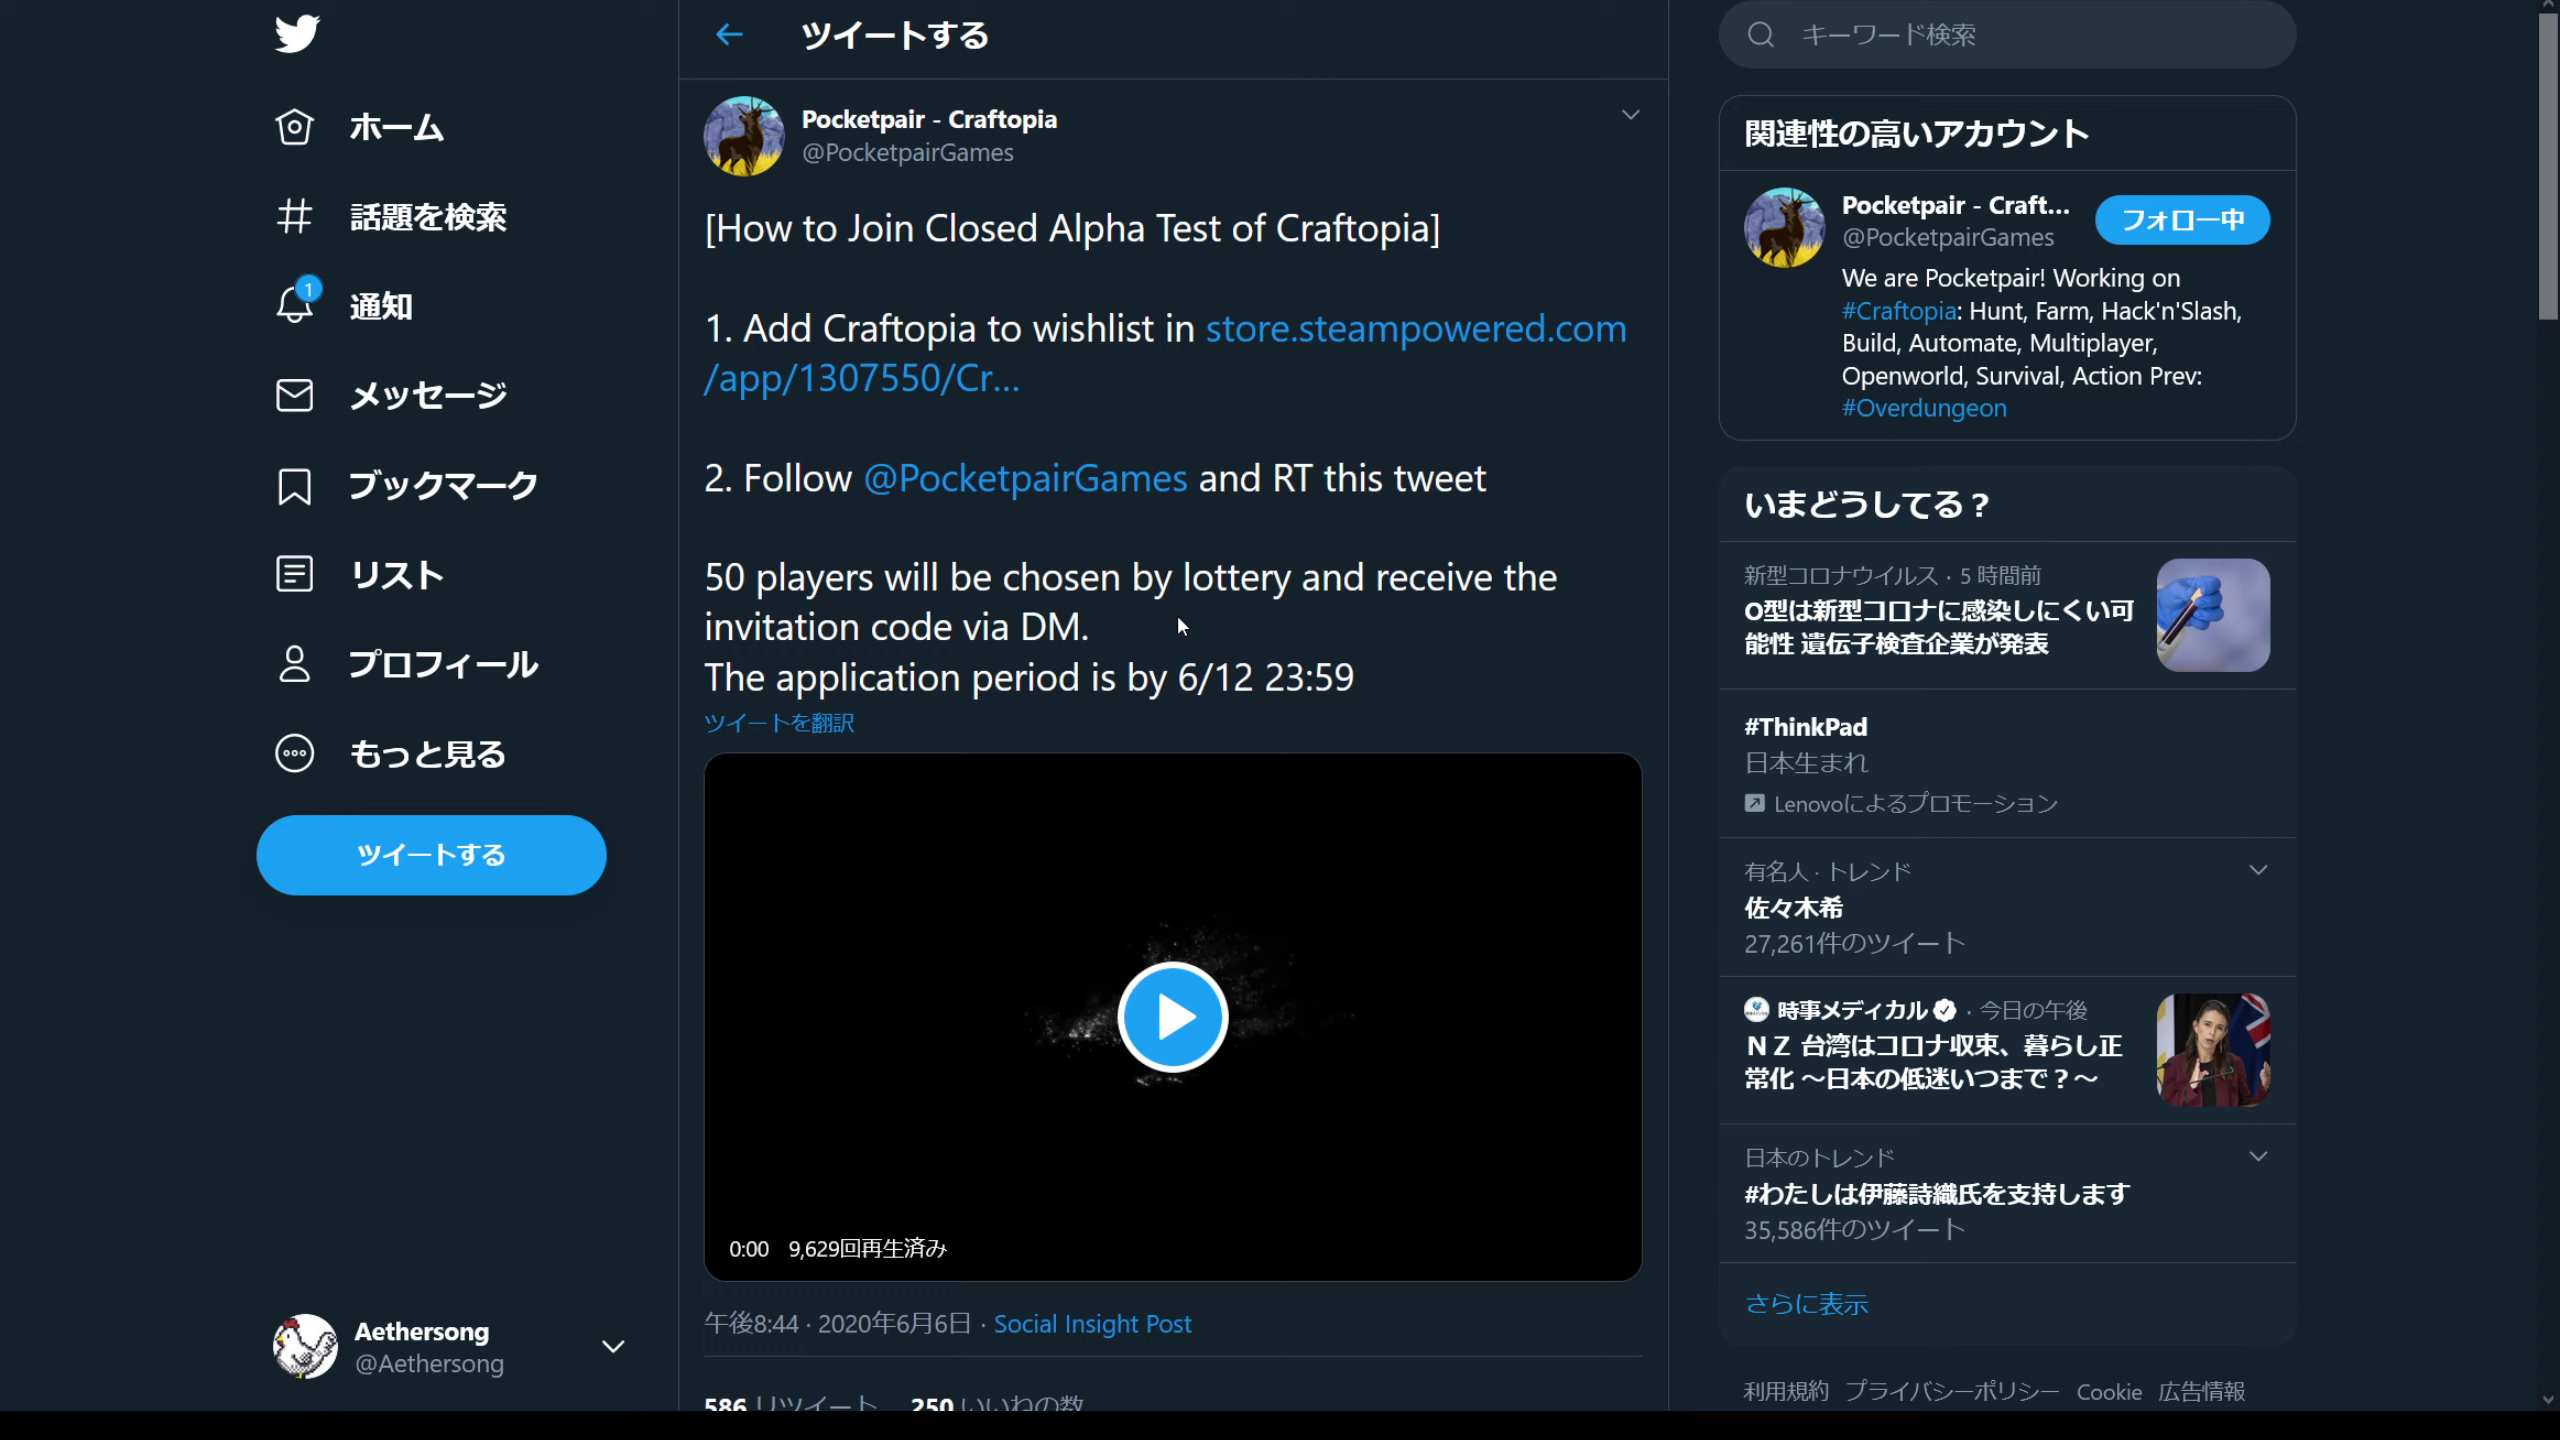 ホーム
話題を検索
1
通知
メッセージ
ブックマーク
リスト
プロフィール
もっと見る
ツイートする
Aethersong
@Aethersong
ツイートする
Pocketpair - Craftopia
@PocketpairGames
[How to Join Closed Alpha Test of Craftopia]
1. Add Craftopia to wishlist in store.steampowered.com
/app/1307550/Cr...
2. Follow @PocketpairGames and RT this tweet
50 players will be chosen by lottery and receive the
invitation code via DM.
The application period is by 6/12 23:59
ツイートを翻訳
0:00 9,629回再生済み
午後8:44 · 2020年6月6日 · Social Insight Post
586 リツイート 250 いいねの数
キーワード検索
関連性の高いアカウント
Pocketpair - Craft...
@PocketpairGames
フォロー中
We are Pocketpair! Working on
#Craftopia: Hunt, Farm, Hack'n'Slash,
Build, Automate, Multiplayer,
Openworld, Survival, Action Prev:
#Overdungeon
いまどうしてる？
新型コロナウイルス · 5 時間前
O型は新型コロナに感染しにくい可
能性 遺伝子検査企業が発表
#ThinkPad
日本生まれ
Lenovoによるプロモーション
有名人 · トレンド
佐々木希
27,261件のツイート
時事メディカル · 今日の午後
ＮＺ 台湾はコロナ収束、暮らし正
常化 ～日本の低迷いつまで？～
日本のトレンド
#わたしは伊藤詩織氏を支持します
35,586件のツイート
さらに表示
利用規約 プライバシーポリシー Cookie 広告情報